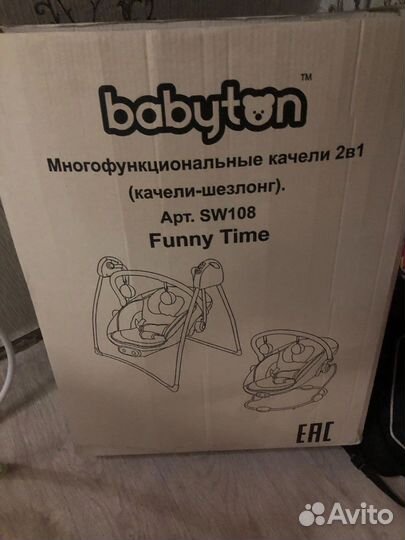 babyton™
Многофункциональные качели 2в1
(качели-шезлонг).
Арт. SW108
Funny Time
EAC
Avito